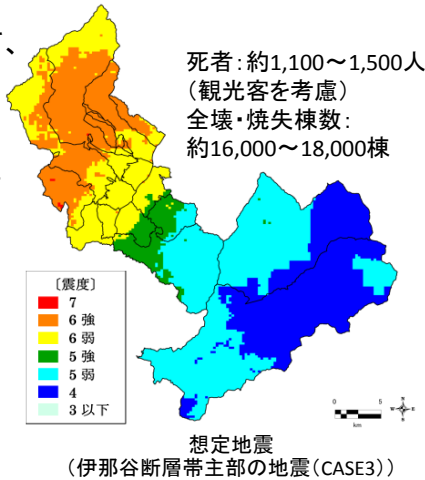 、
死者：約1,100～1,500人
（観光客を考慮）
全壊・焼失棟数：
約16,000～18,000棟
［震度］
7
6 強
6 弱
5 強
5 弱
4
3 以下
0 5
km
N
想定地震
（伊那谷断層帯主部の地震（CASE3））